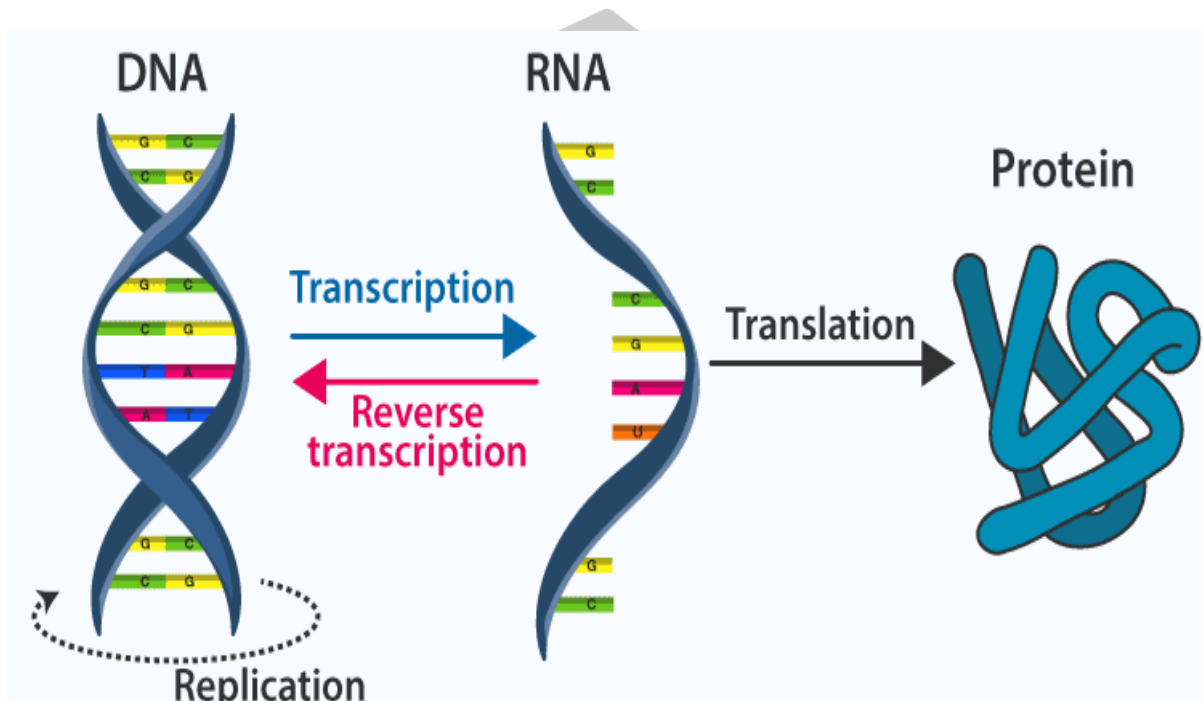 DNA
RNA
Protein
G C
C G
G C
C G
T A
A T
G C
C G
G
C
C
G
A
U
G
C
Transcription
Reverse
transcription
Translation
Replication